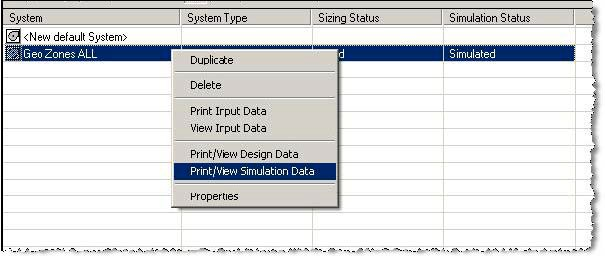 System System Type Sizing Status Simulation Status
<New default System>
Geo Zones ALL d Simulated
Duplicate
Delete
Print Input Data
View Input Data
Print/View Design Data
Print/View Simulation Data
Properties